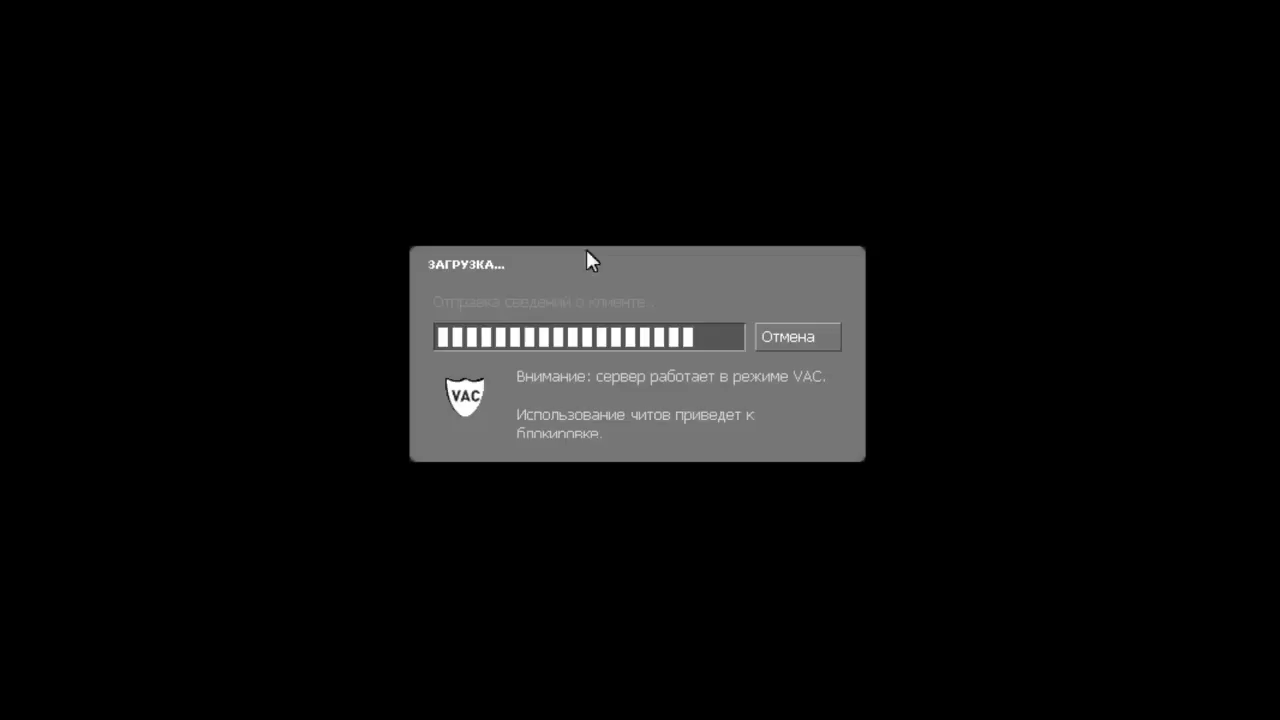 ЗАГРУЗКА...
Отправка сведений о клиенте...
Отмена
Внимание: сервер работает в режиме VAC.
VAC
Использование читов приведет к
блокировке.